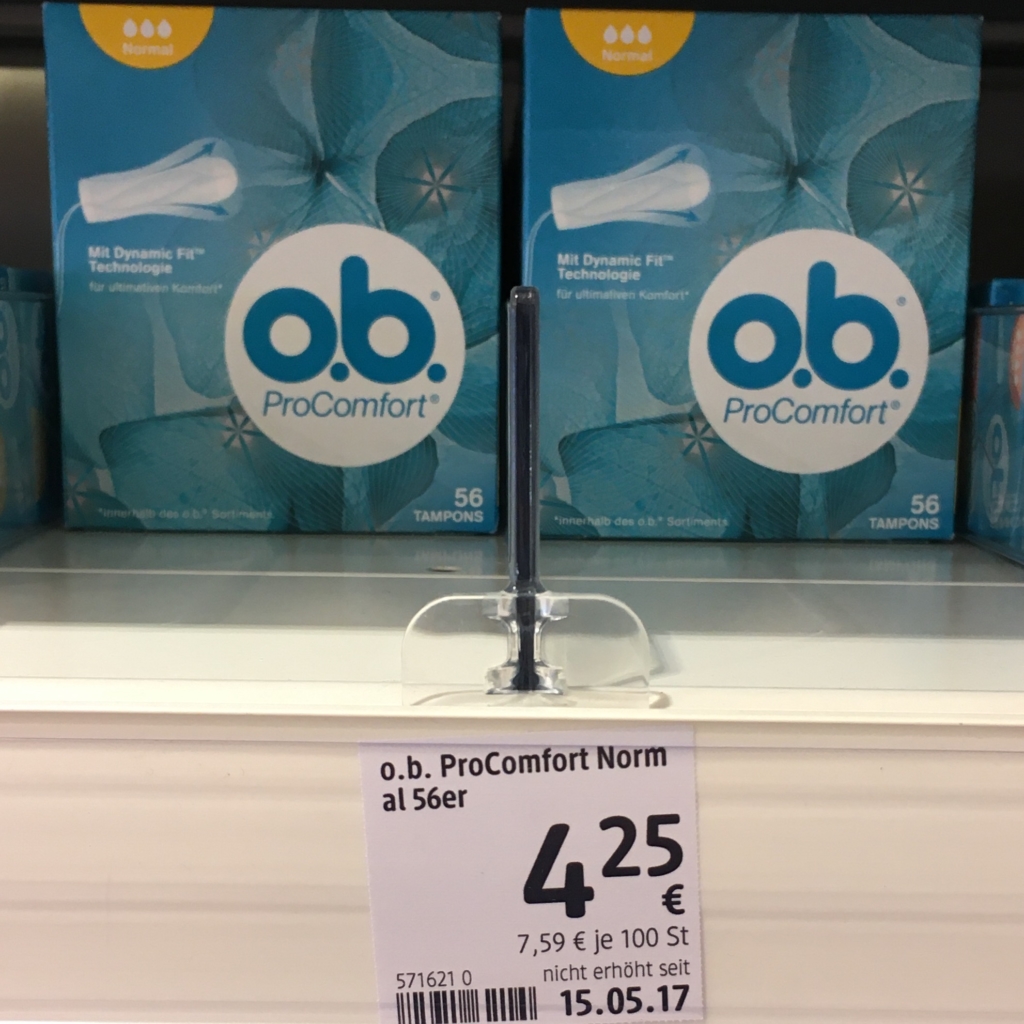 Normal
Mit Dynamic Fit™
Technologie
für ultimativen Komfort*
o.b.®
ProComfort®
56
TAMPONS
*innerhalb des o.b.® Sortiments
Normal
Mit Dynamic Fit™
Technologie
für ultimativen Komfort*
o.b.®
ProComfort®
56
TAMPONS
*innerhalb des o.b.® Sortiments
o.b. ProComfort Norm
al 56er
4 25
€
7,59 € je 100 St
571621 0
nicht erhöht seit
15.05.17